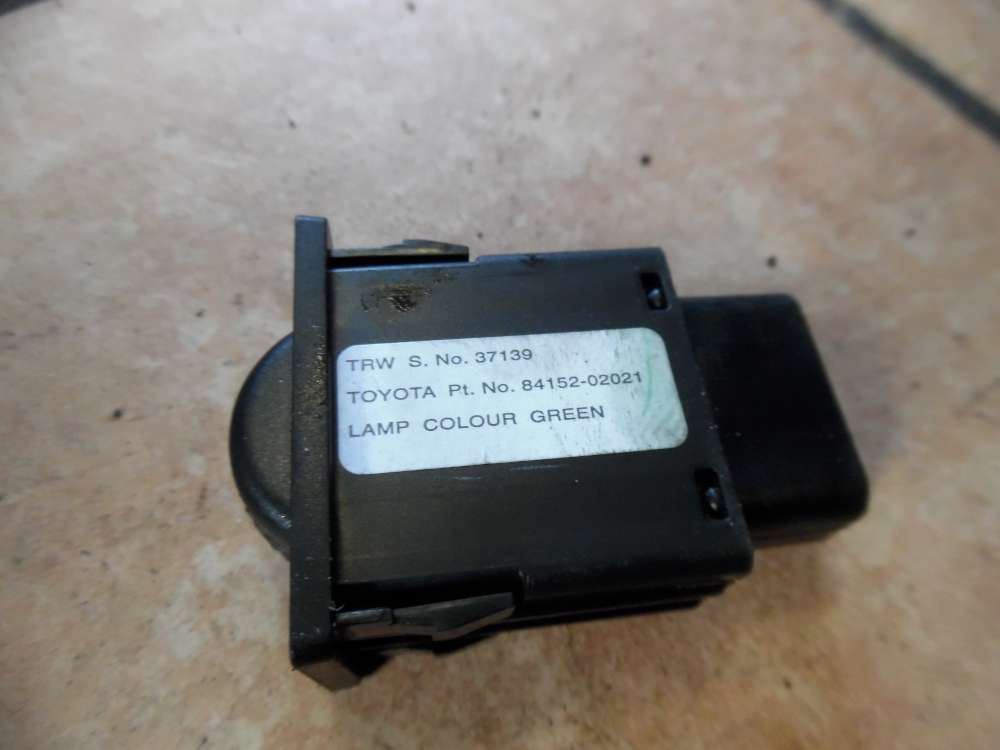 TRW S. No. 37139
TOYOTA Pt. No. 84152-02021
LAMP COLOUR GREEN